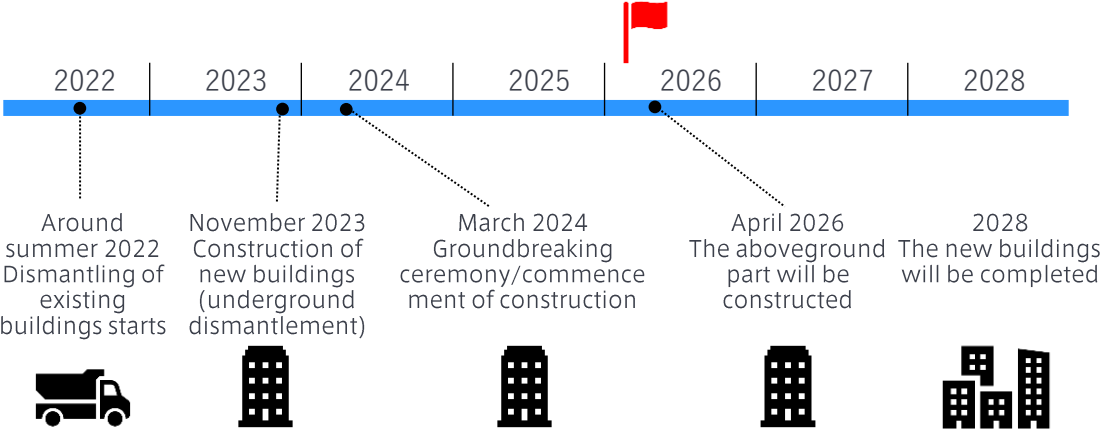 2022
2023
2024
2025
2026
2027
2028
Around
summer 2022
Dismantling of
existing
buildings starts
November 2023
Construction of
new buildings
(underground
dismantlement)
March 2024
Groundbreaking
ceremony/commence
ment of construction
April 2026
The aboveground
part will be
constructed
2028
The new buildings
will be completed